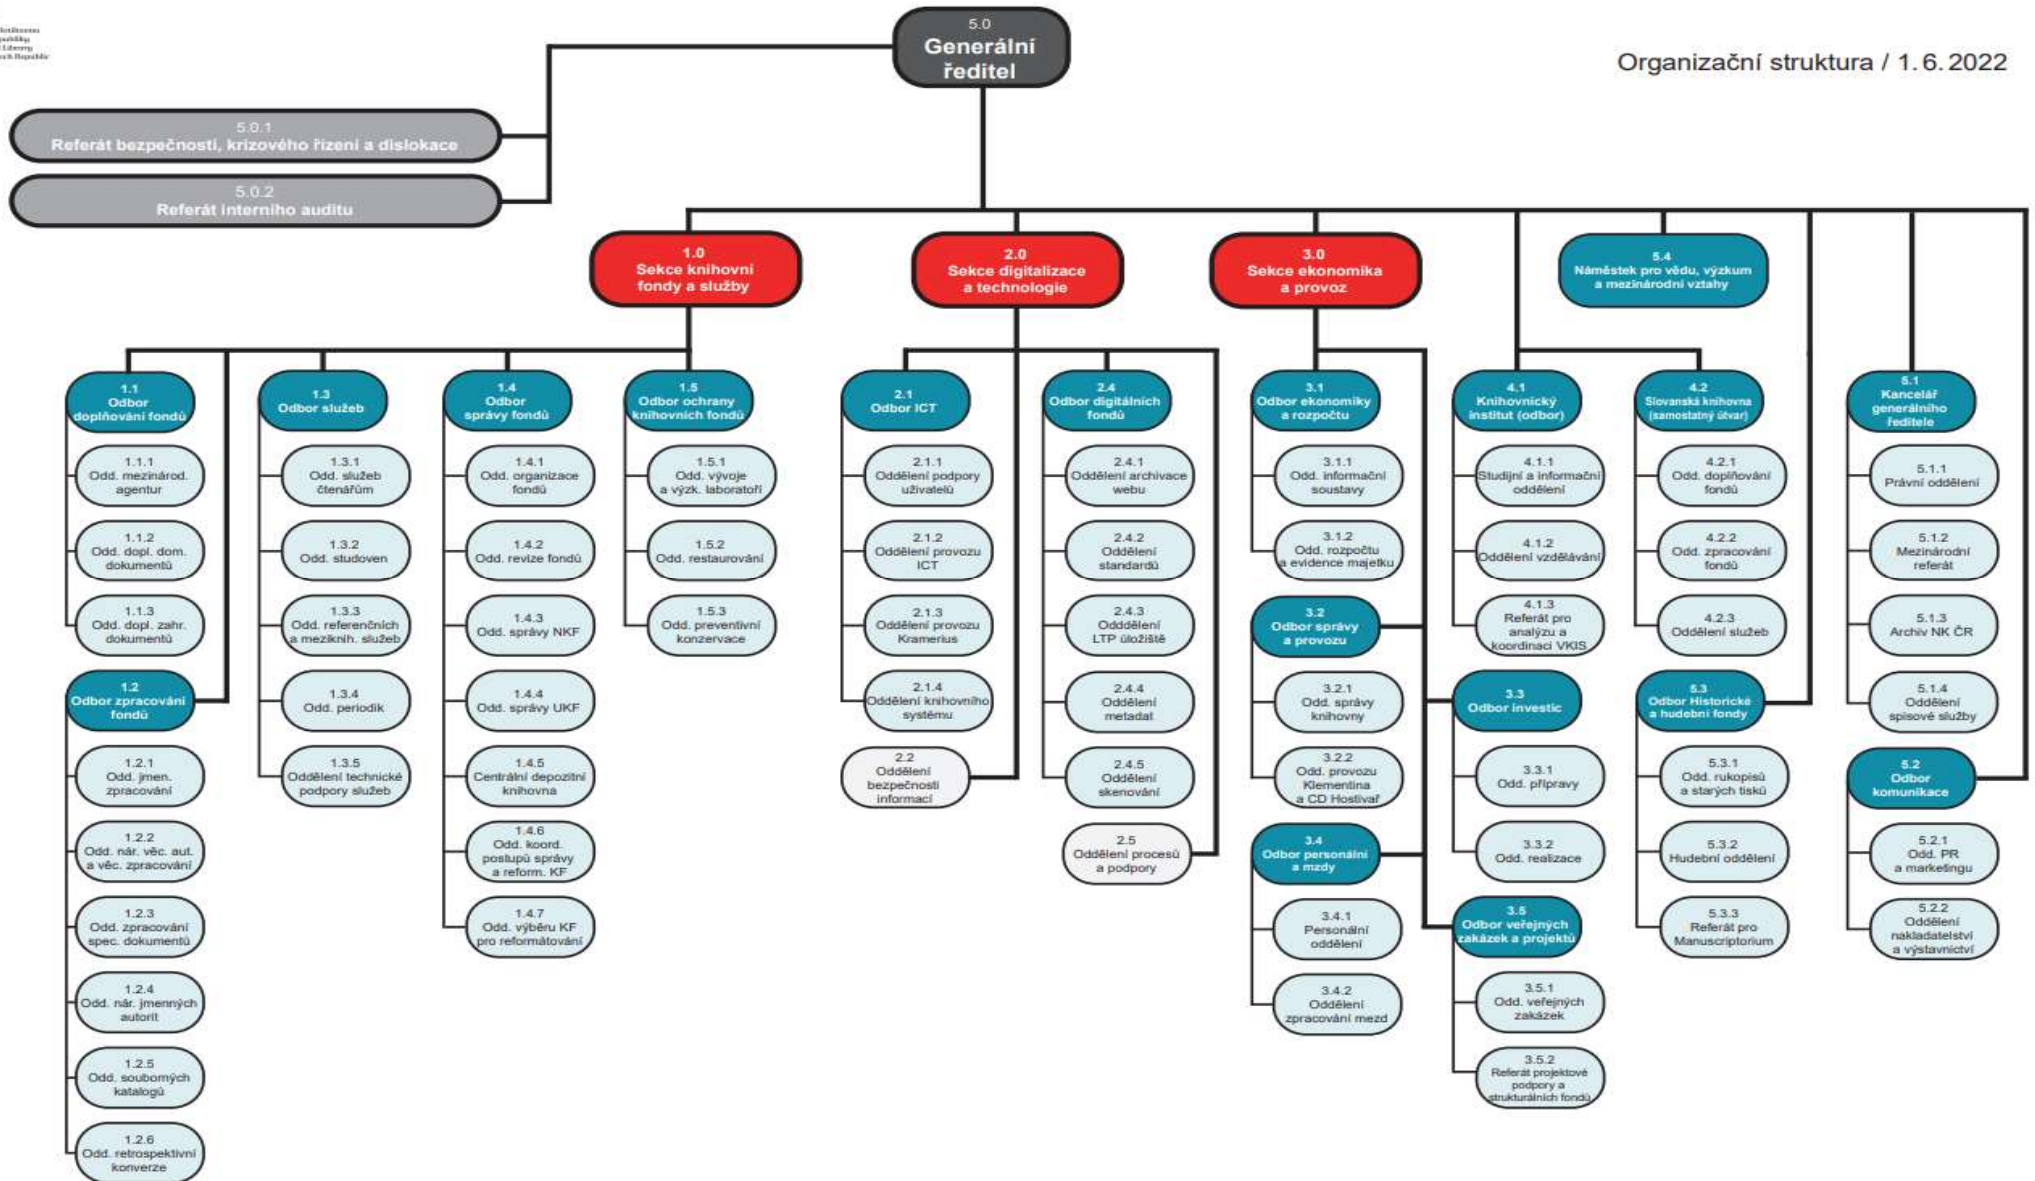 Organizační struktura / 1. 6. 2022
5.0
Generální
ředitel
5.0.1
Referát bezpečnosti, krizového řízení a dislokace
5.0.2
Referát interního auditu
1.0
Sekce knihovní
fondy a služby
2.0
Sekce digitalizace
a technologie
3.0
Sekce ekonomika
a provoz
5.4
Náměstek pro vědu, výzkum
a mezinárodní vztahy
1.1
Odbor
doplňování fondů
1.1.1
Odd. mezinárod.
agentur
1.1.2
Odd. dopl. dom.
dokumentů
1.1.3
Odd. dopl. zahr.
dokumentů
1.2
Odbor zpracování
fondů
1.2.1
Odd. jmen.
zpracování
1.2.2
Odd. nár. věc. aut.
a věc. zpracování
1.2.3
Odd. zpracování
spec. dokumentů
1.2.4
Odd. nár. jmenných
autorit
1.2.5
Odd. souborných
katalogů
1.2.6
Odd. retrospektivní
konverze
1.3
Odbor služeb
1.3.1
Odd. služeb
čtenářům
1.3.2
Odd. studoven
1.3.3
Odd. referenčních
a meziknih. služeb
1.3.4
Odd. periodik
1.3.5
Oddělení technické
podpory služeb
1.4
Odbor
správy fondů
1.4.1
Odd. organizace
fondů
1.4.2
Odd. revize fondů
1.4.3
Odd. správy NKF
1.4.4
Odd. správy UKF
1.4.5
Centrální depozitní
knihovna
1.4.6
Odd. koord.
postupů správy
a reform. KF
1.4.7
Odd. výběru KF
pro reformátování
1.5
Odbor ochrany
knihovních fondů
1.5.1
Odd. vývoje
a výzk. laboratoří
1.5.2
Odd. restaurování
1.5.3
Odd. preventivní
konzervace
2.1
Odbor ICT
2.1.1
Oddělení podpory
uživatelů
2.1.2
Oddělení provozu
ICT
2.1.3
Oddělení provozu
Kramerius
2.1.4
Oddělení knihovního
systému
2.2
Oddělení
bezpečnosti
informací
2.4
Odbor digitálních
fondů
2.4.1
Oddělení archivace
webu
2.4.2
Oddělení
standardů
2.4.3
Odddělení
LTP úložiště
2.4.4
Oddělení
metadat
2.4.5
Oddělení
skenování
2.5
Oddělení procesů
a podpory
3.1
Odbor ekonomiky
a rozpočtu
3.1.1
Odd. informační
soustavy
3.1.2
Odd. rozpočtu
a evidence majetku
3.2
Odbor správy
a provozu
3.2.1
Odd. správy
knihovny
3.2.2
Odd. provozu
Klementina
a CD Hostivař
3.4
Odbor personální
a mzdy
3.4.1
Personální
oddělení
3.4.2
Oddělení
zpracování mezd
4.1
Knihovnický
institut (odbor)
4.1.1
Studijní a informační
oddělení
4.1.2
Oddělení vzdělávání
4.1.3
Referát pro
analýzu a
koordinaci VKIS
3.3
Odbor investic
3.3.1
Odd. přípravy
3.3.2
Odd. realizace
3.5
Odbor veřejných
zakázek a projektů
3.5.1
Odd. veřejných
zakázek
3.5.2
Referát projektové
podpory a
strukturálních fondů
4.2
Slovanská knihovna
(samostatný útvar)
4.2.1
Odd. doplňování
fondů
4.2.2
Odd. zpracování
fondů
4.2.3
Oddělení služeb
5.3
Odbor Historické
a hudební fondy
5.3.1
Odd. rukopisů
a starých tisků
5.3.2
Hudební oddělení
5.3.3
Referát pro
Manuscriptorium
5.1
Kancelář
generálního
ředitele
5.1.1
Právní oddělení
5.1.2
Mezinárodní
referát
5.1.3
Archiv NK ČR
5.1.4
Oddělení
spisové služby
5.2
Odbor
komunikace
5.2.1
Odd. PR
a marketingu
5.2.2
Oddělení
nakladatelství
a výstavnictví